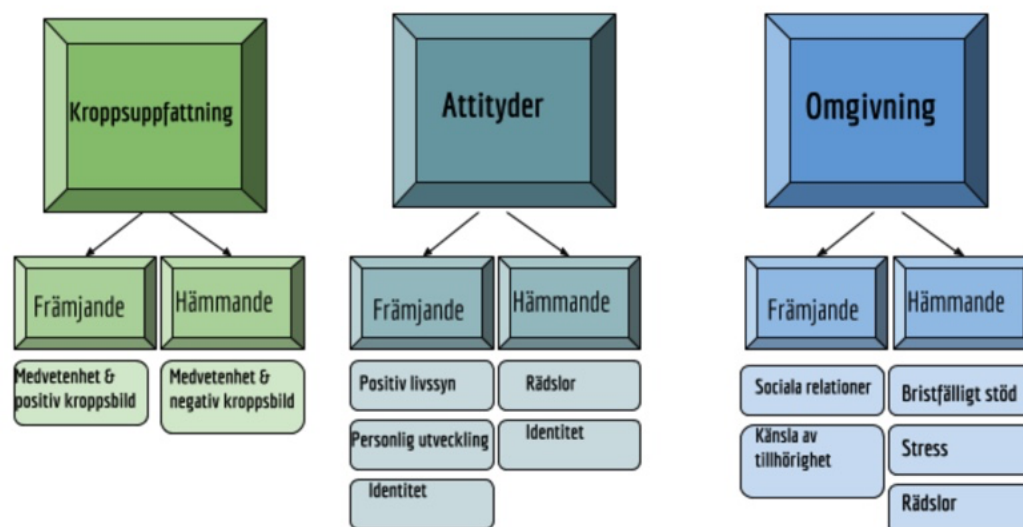 Kroppsuppfattning
Främjande
Hämmande
Medvetenhet &
positiv kroppsbild
Medvetenhet &
negativ kroppsbild
Attityder
Främjande
Hämmande
Positiv livssyn
Personlig utveckling
Identitet
Rädslor
Identitet
Omgivning
Främjande
Hämmande
Sociala relationer
Känsla av
tillhörighet
Bristfälligt stöd
Stress
Rädslor